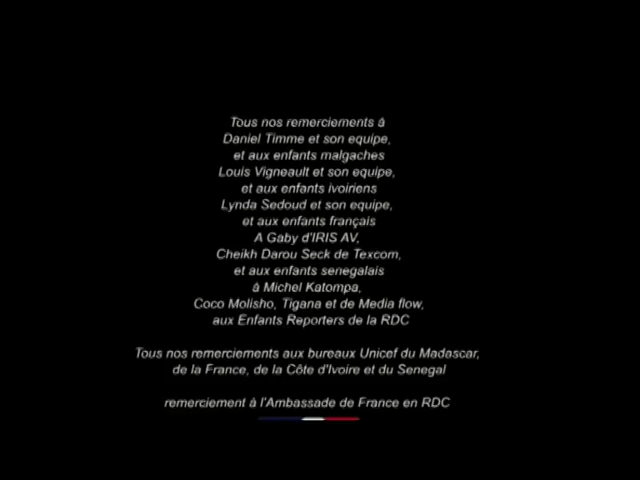 Tous nos remerciements à
Daniel Timme et son equipe,
et aux enfants malgaches
Louis Vigneault et son equipe,
et aux enfants ivoiriens
Lynda Sedoud et son equipe,
et aux enfants français
A Gaby d'IRIS AV,
Cheikh Darou Seck de Texcom,
et aux enfants senegalais
à Michel Katompa,
Coco Molisho, Tigana et de Media flow,
aux Enfants Reporters de la RDC
Tous nos remerciements aux bureaux Unicef du Madascar,
de la France, de la Côte d'Ivoire et du Senegal
remerciement à l'Ambassade de France en RDC